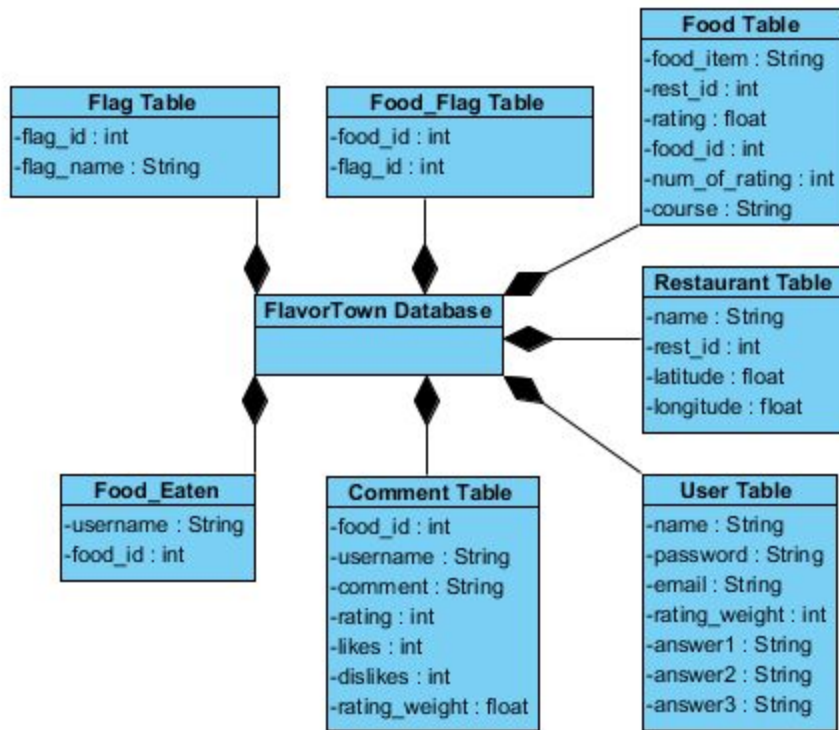 Food Table
-food_item : String
-rest_id : int
-rating : float
-food_id : int
-num_of_rating : int
-course : String
Flag Table
-flag_id : int
-flag_name : String
Food_Flag Table
-food_id : int
-flag_id : int
FlavorTown Database
Restaurant Table
-name : String
-rest_id : int
-latitude : float
-longitude : float
Food_Eaten
-username : String
-food_id : int
Comment Table
-food_id : int
-username : String
-comment : String
-rating : int
-likes : int
-dislikes : int
-rating_weight : float
User Table
-name : String
-password : String
-email : String
-rating_weight : int
-answer1 : String
-answer2 : String
-answer3 : String